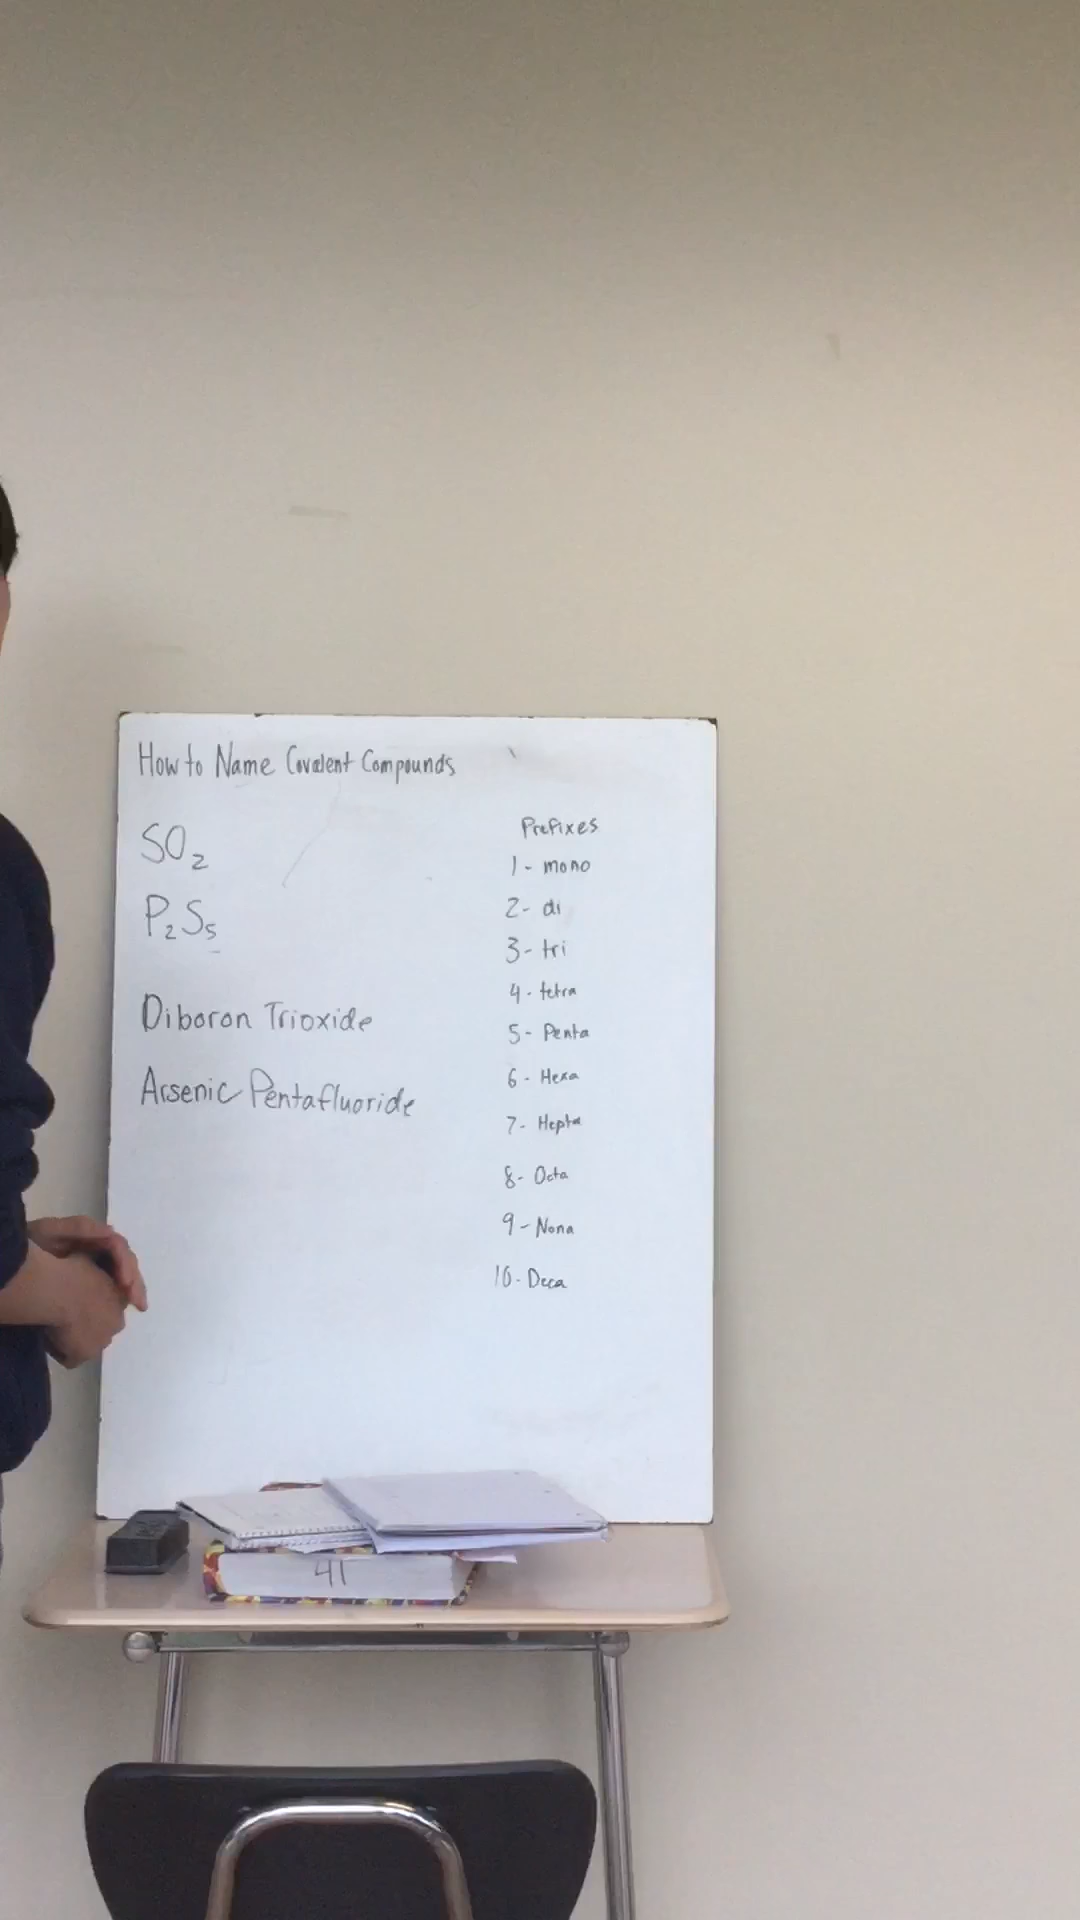 How to Name Covalent Compounds
SO₂
P₂S₅
Diboron Trioxide
Arsenic Pentafluoride
Prefixes
1- mono
2- di
3- tri
4- tetra
5- Penta
6- Hexa
7- Hepta
8- Octa
9- Nona
10- Deca
41